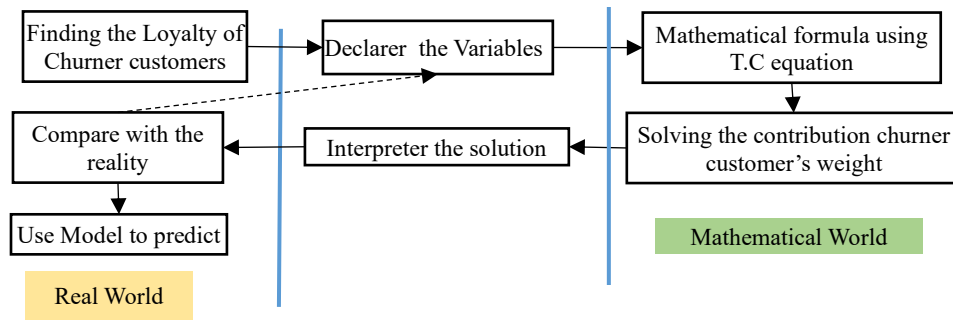 Finding the Loyalty of
Churner customers
Declarer the Variables
Mathematical formula using
T.C equation
Compare with the
reality
Interpreter the solution
Solving the contribution churner
customer’s weight
Use Model to predict
Mathematical World
Real World